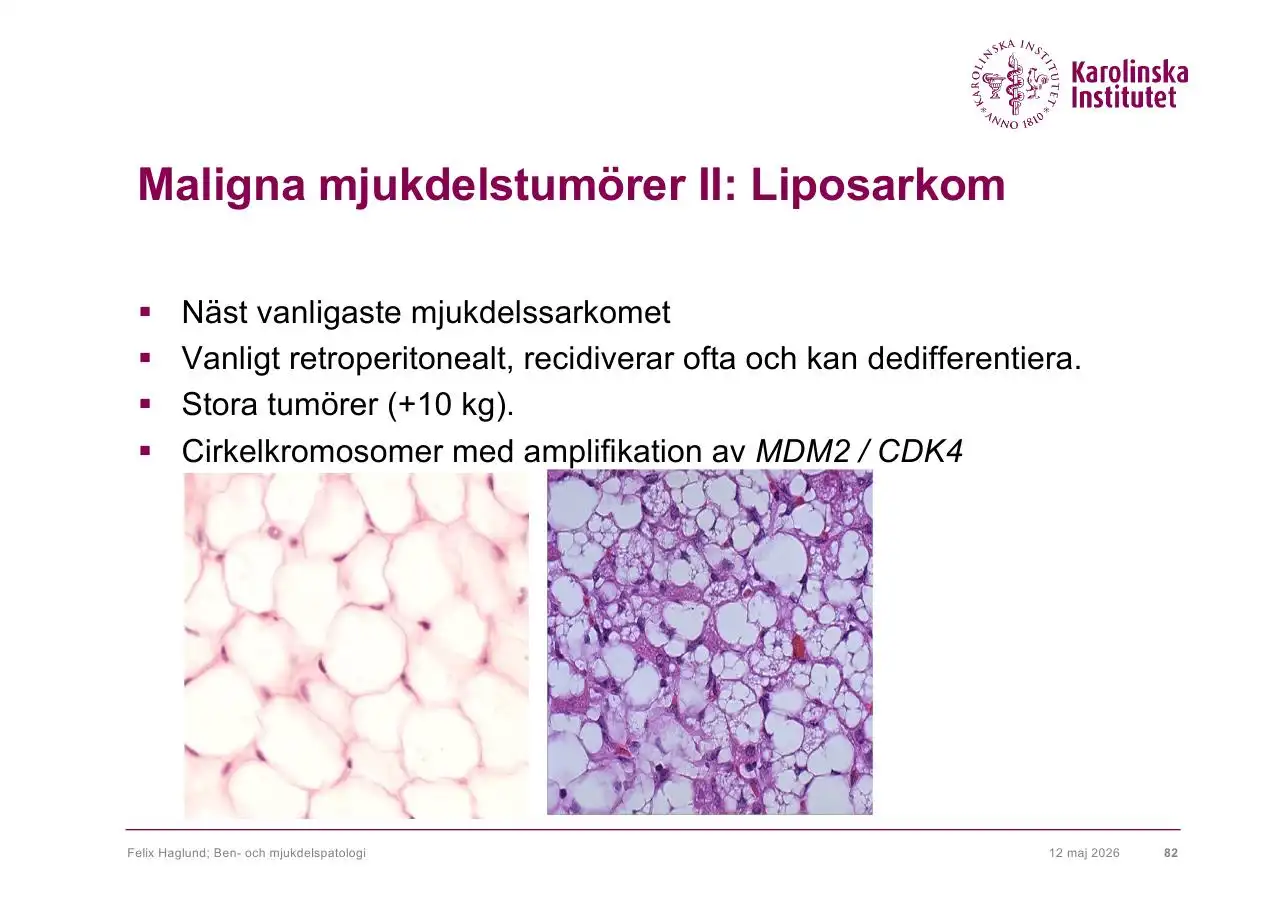 KAROLINSKA INSTITUTET
ANNO 1810
Karolinska
Institutet
Maligna mjukdelstumörer II: Liposarkom
▪ Näst vanligaste mjukdelssarkomet
▪ Vanligt retroperitonealt, recidiverar ofta och kan dedifferentiera.
▪ Stora tumörer (+10 kg).
▪ Cirkelkromosomer med amplifikation av MDM2 / CDK4
Felix Haglund; Ben- och mjukdelspatologi
12 maj 2026
82